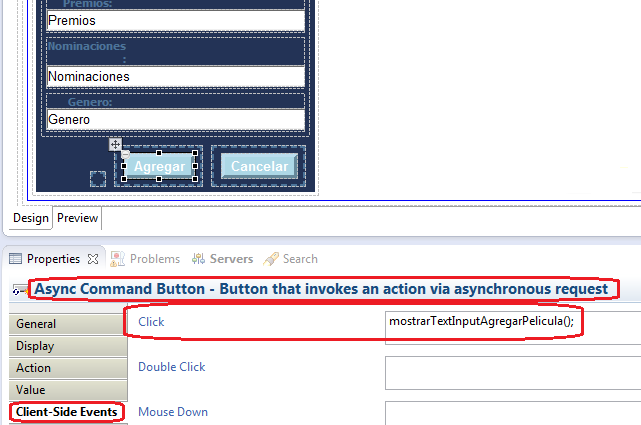 Premios:
Premios
Nominaciones
:
Nominaciones
Genero:
Genero
Agregar Cancelar
Design Preview
Properties Problems Servers Search
Async Command Button - Button that invokes an action via asynchronous request
General
Click mostrarTextInputAgregarPelicula();
Display
Action
Double Click
Value
Client-Side Events
Mouse Down